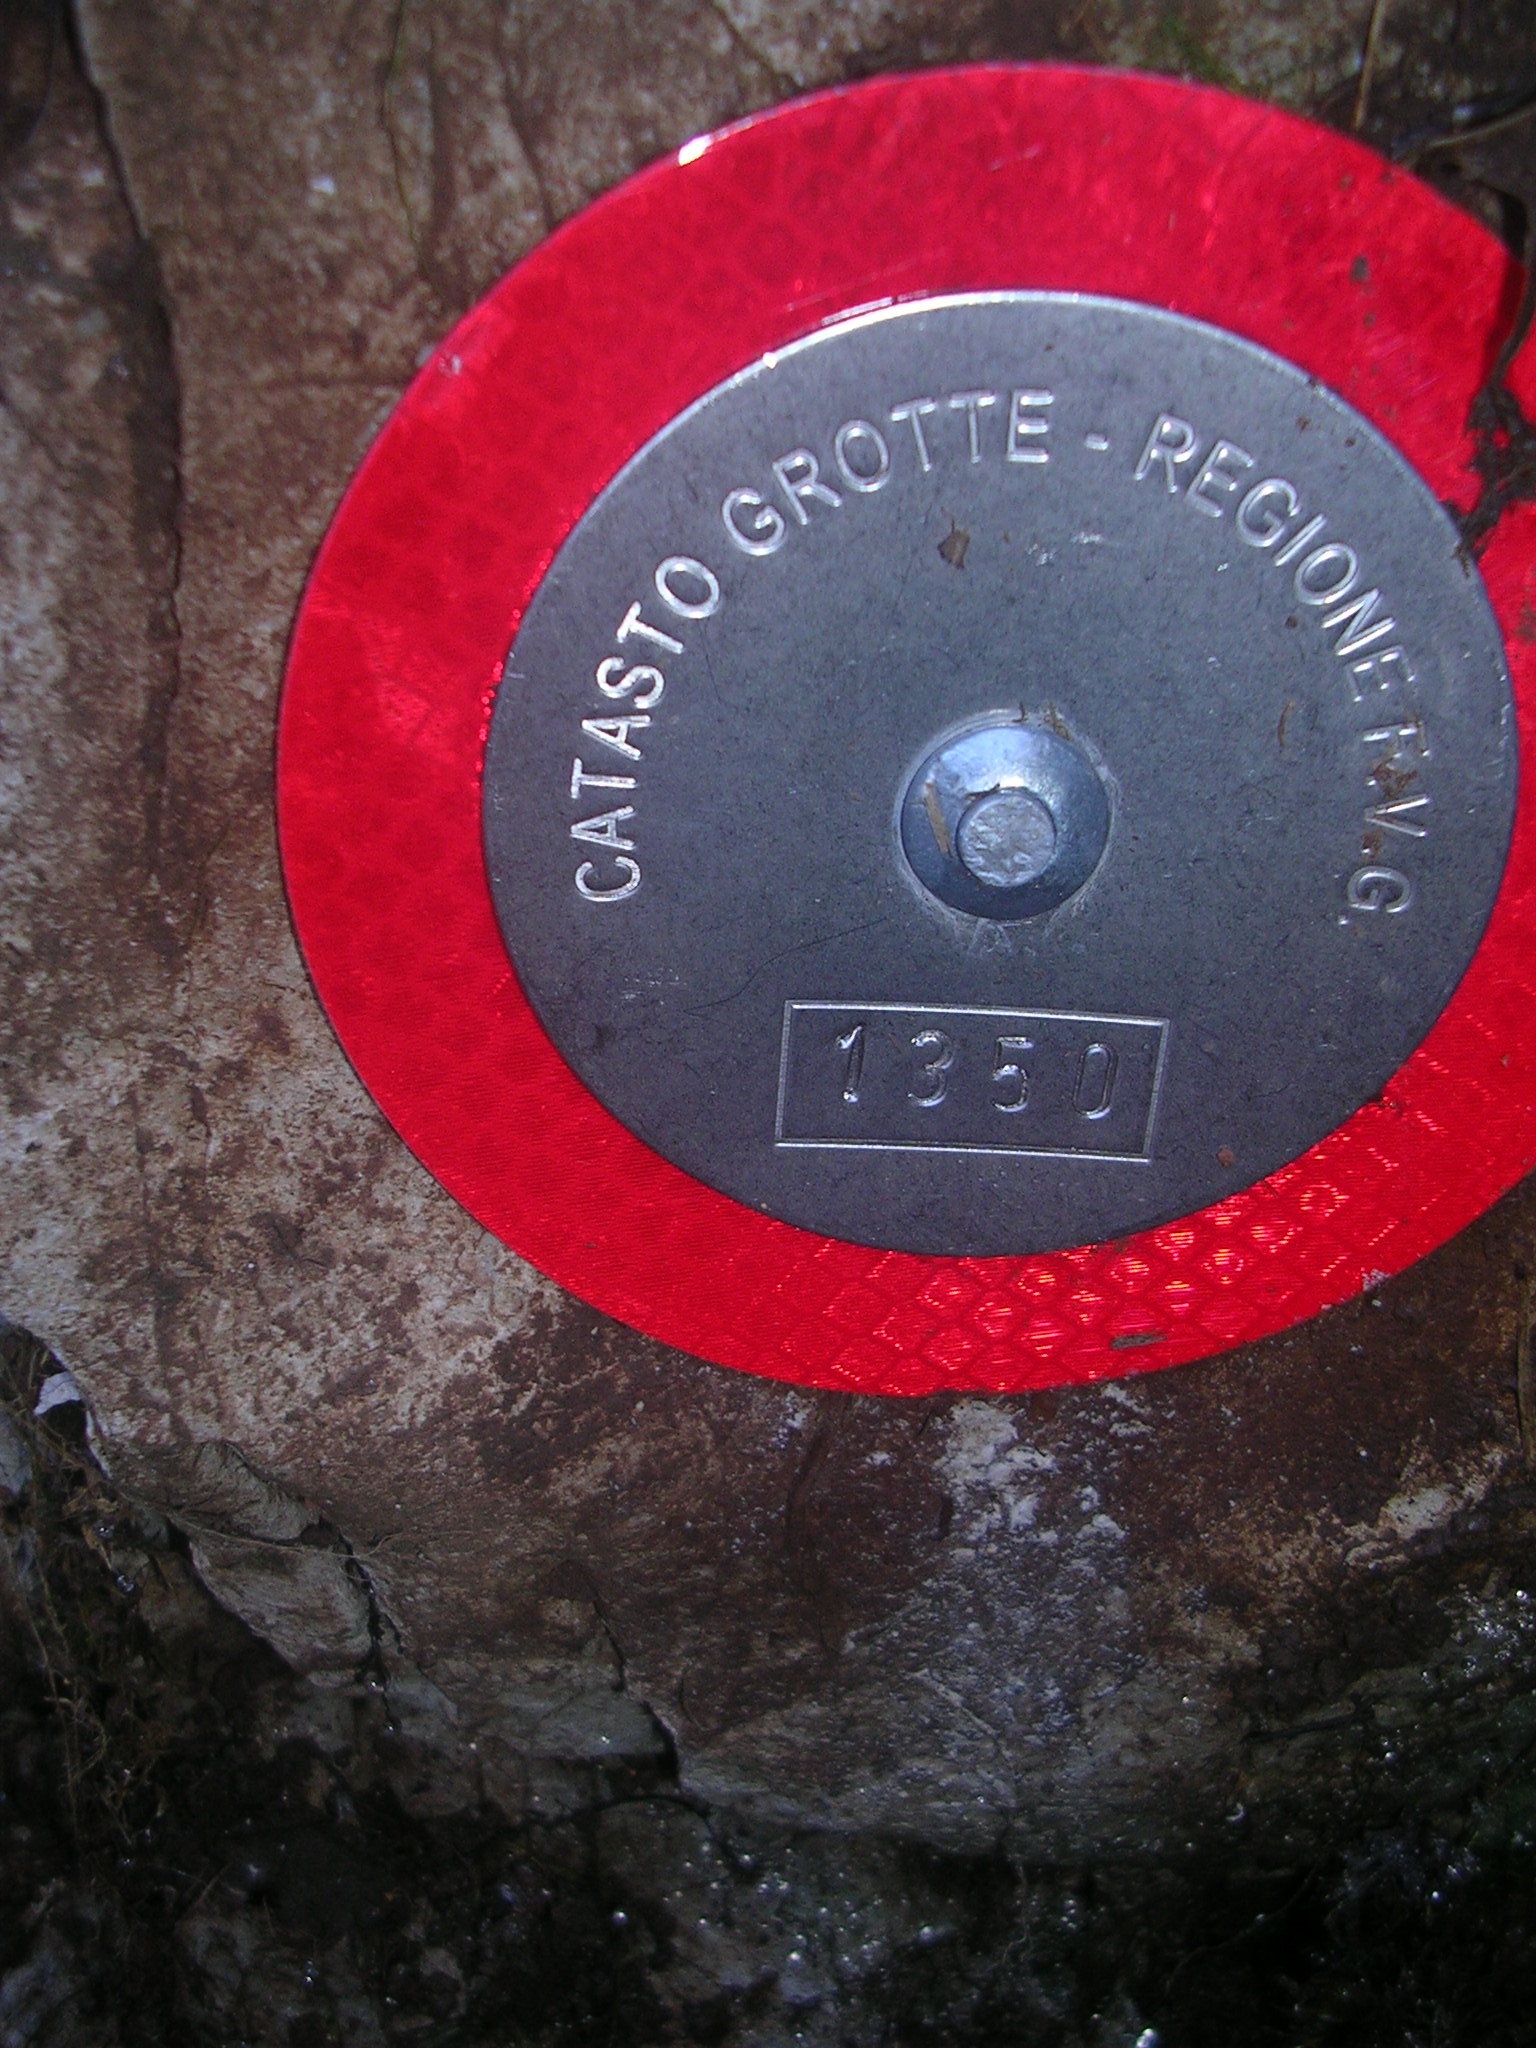 CATASTO GROTTE - REGIONE F.V.G.
1350